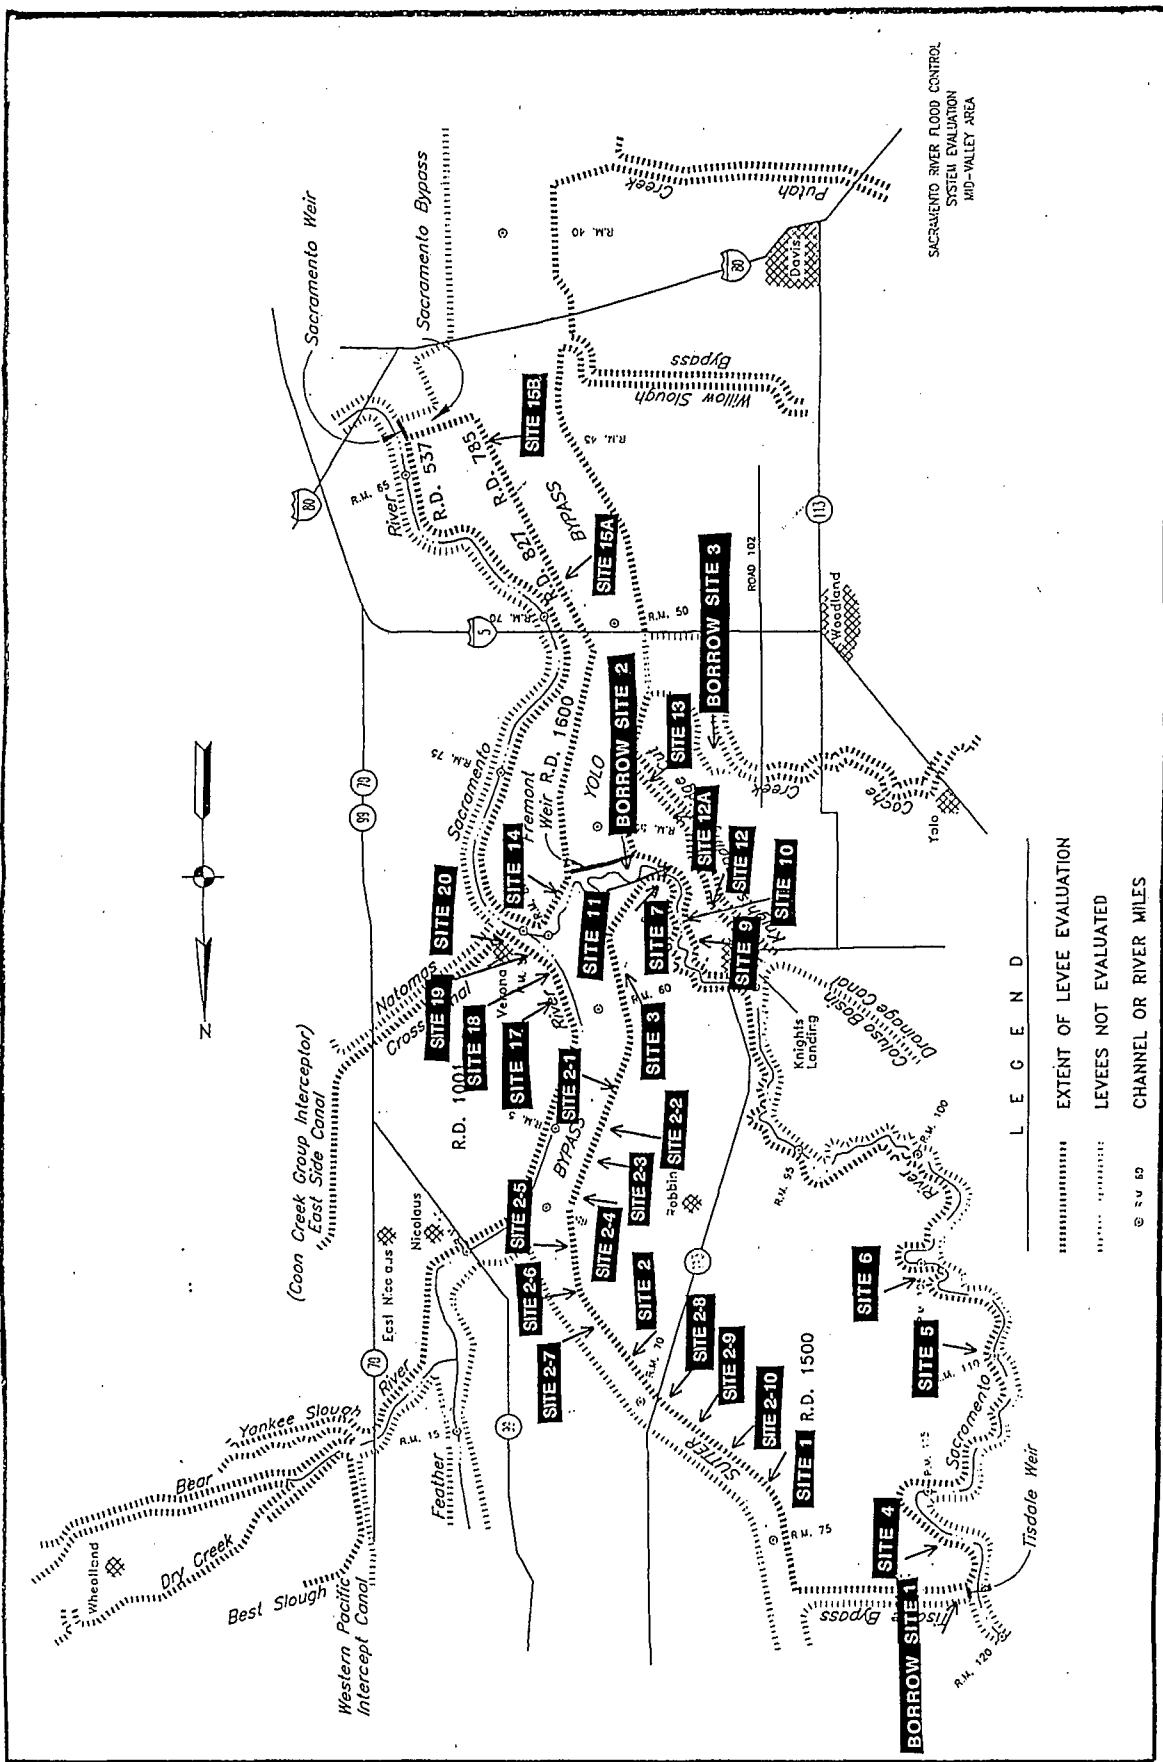 SACRAMENTO RIVER FLOOD CONTROL
SYSTEM EVALUATION
MID-VALLEY AREA
Sacramento Weir
Sacramento Bypass
Putah
Creek
R.M. 40
80
Davis
Willow Slough
Bypass
SITE 15B
R.M. 45
R.D. 785
R.D. 537
R.M. 65
River
80
R.D. 827
BYPASS
SITE 15A
R.M. 70
5
R.M. 50
ROAD 102
113
Woodland
BORROW SITE 3
BORROW SITE 2
SITE 13
R.D. 1600
Fremont
Weir
YOLO
Sacramento
R.M. 75
70
99
SITE 14
SITE 20
SITE 12A
SITE 12
SITE 10
Creek
Cache
Yolo
SITE 11
SITE 7
SITE 9
N
Natomas
Cross
SITE 19
SITE 18
SITE 17
Verona
River
R.M. 60
SITE 3
Knights
Landing
Colusa Basin
Drainage Canal
(Coon Creek Group Interceptor)
East Side Canal
R.D. 1001
SITE 2-1
BYPASS
SITE 2-2
SITE 2-3
SITE 2-4
SITE 2-5
SITE 2-6
SITE 2-7
SITE 2
SITE 2-8
SITE 2-9
SITE 2-10
SITE 1
R.D. 1500
Nicolaus
R.M. 95
R.M. 100
River
SITE 6
SITE 5
R.M. 70
70
River
Yankee Slough
R.M. 15
Feather
Bear
Dry Creek
Best Slough
Western Pacific
Intercept Canal
SUTTER
R.M. 75
Sacramento
Tisdale Weir
SITE 4
BORROW SITE 1
Bypass
R.M. 120
LEGEND
EXTENT OF LEVEE EVALUATION
LEVEES NOT EVALUATED
CHANNEL OR RIVER MILES